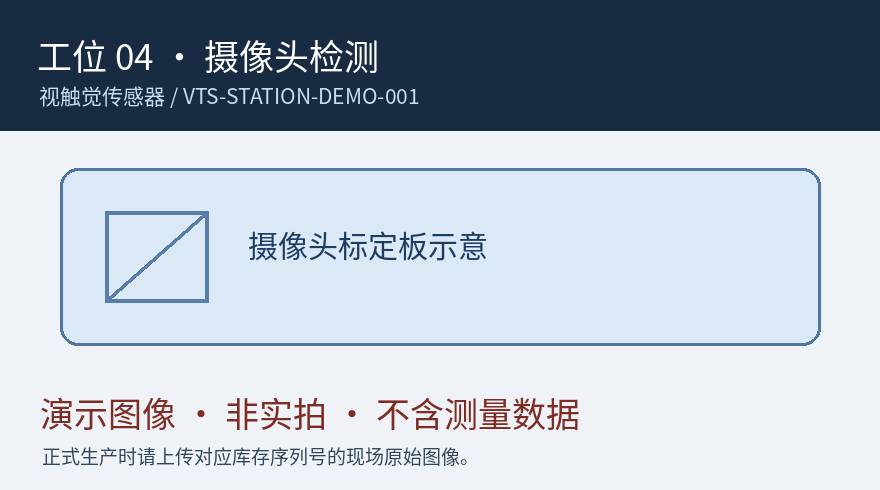 工位 04 · 摄像头检测
视触觉传感器 / VTS-STATION-DEMO-001
摄像头标定板示意
演示图像 · 非实拍 · 不含测量数据
正式生产时请上传对应库存序列号的现场原始图像。